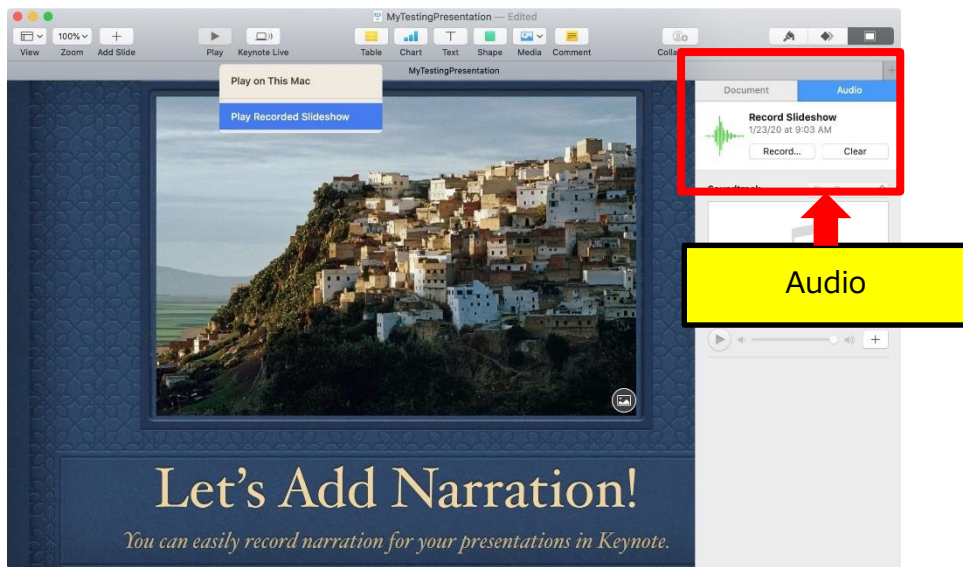 MyTestingPresentation — Edited
100%
View Zoom Add Slide Play Keynote Live Table Chart Text Shape Media Comment
MyTestingPresentation
Play on This Mac
Play Recorded Slideshow
Document Audio
Record Slideshow
1/23/20 at 9:03 AM
Record... Clear
Audio
Let's Add Narration!
You can easily record narration for your presentations in Keynote.